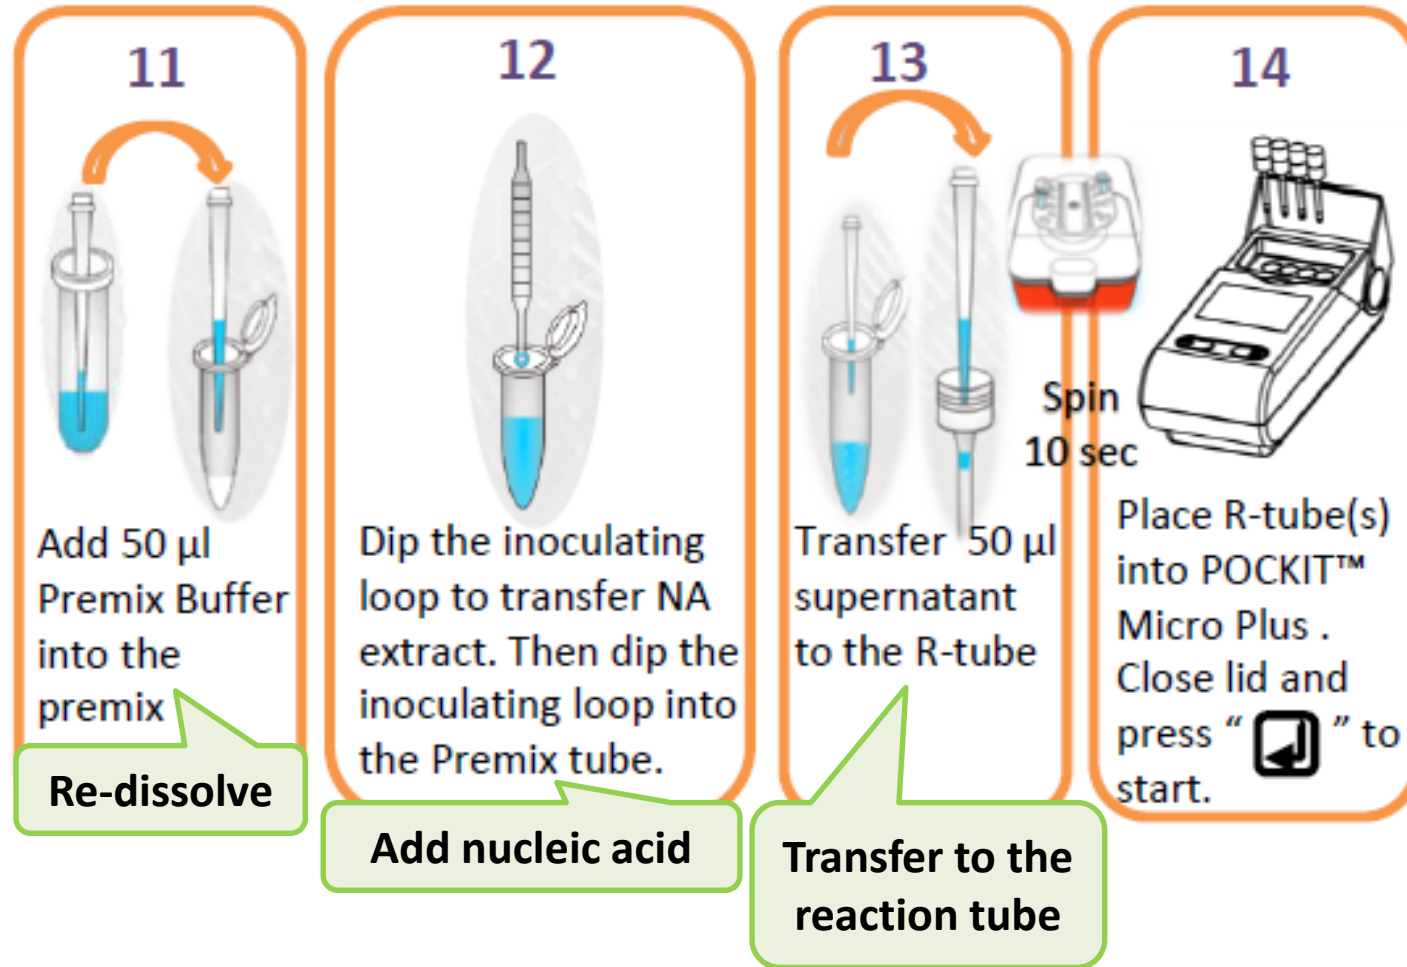 11
Add 50 µl
Premix Buffer
into the
premix
Re-dissolve
12
Dip the inoculating
loop to transfer NA
extract. Then dip the
inoculating loop into
the Premix tube.
Add nucleic acid
13
Spin
10 sec
Transfer 50 µl
supernatant
to the R-tube
Transfer to the
reaction tube
14
Place R-tube(s)
into POCKIT™
Micro Plus .
Close lid and
press “ ” to
start.